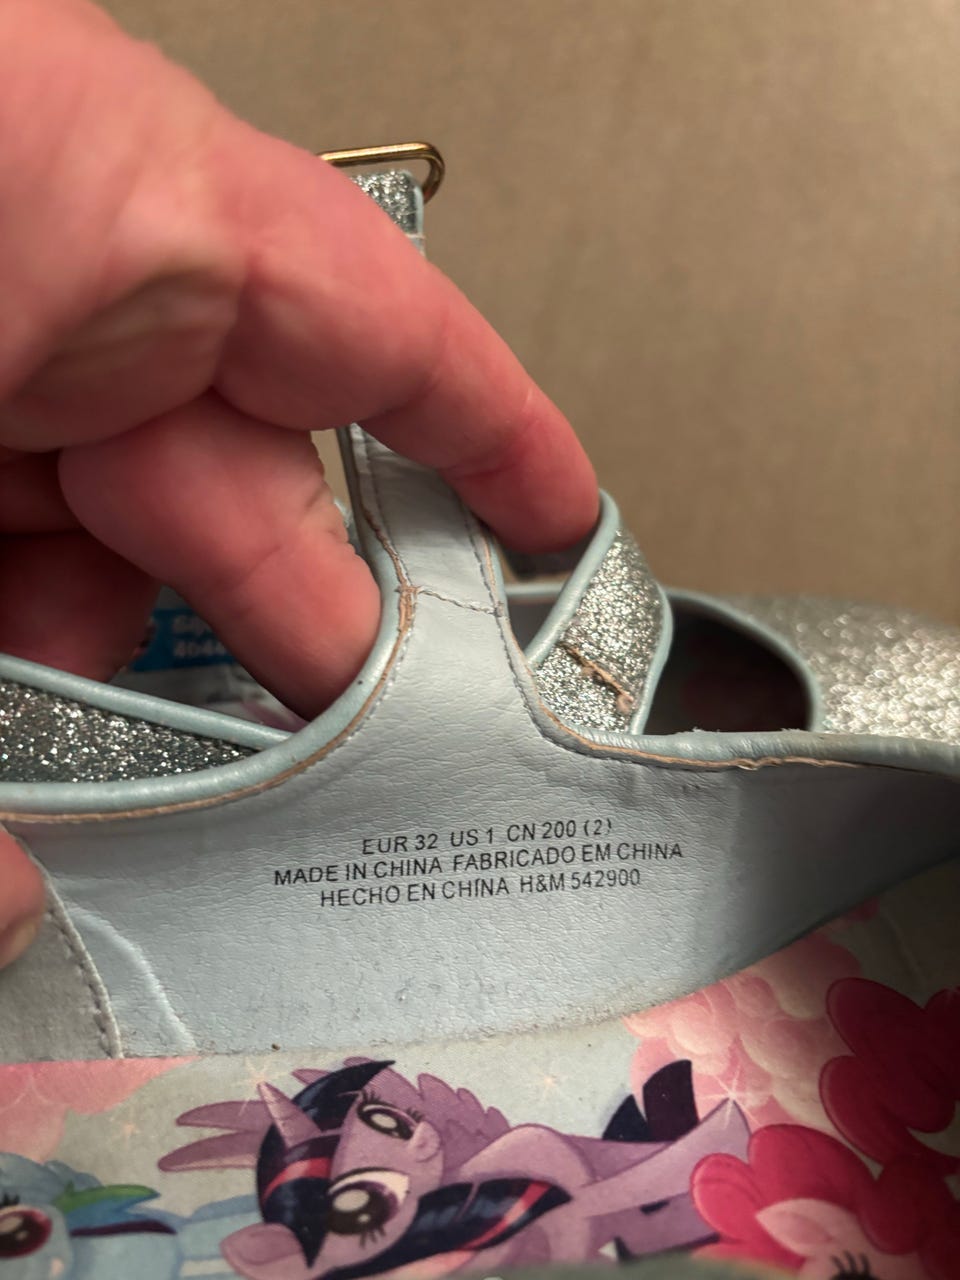 EUR 32 US 1 CN 200 (2)
MADE IN CHINA FABRICADO EM CHINA
HECHO EN CHINA H&M 542900